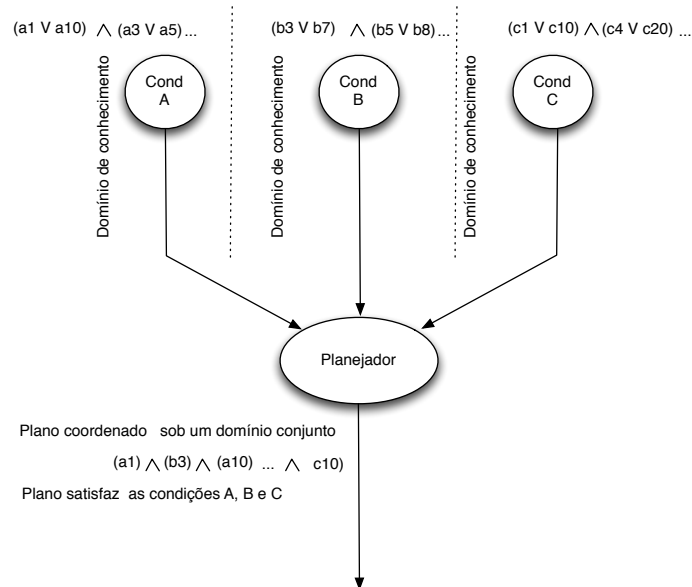 (a1 V a10) ∧ (a3 V a5)...
(b3 V b7) ∧ (b5 V b8)...
(c1 V c10) ∧ (c4 V c20) ...
Domínio de conhecimento
Cond
A
Domínio de conhecimento
Cond
B
Domínio de conhecimento
Cond
C
Planejador
Plano coordenado sob um domínio conjunto
(a1) ∧ (b3) ∧ (a10) ... ∧ c10)
Plano satisfaz as condições A, B e C